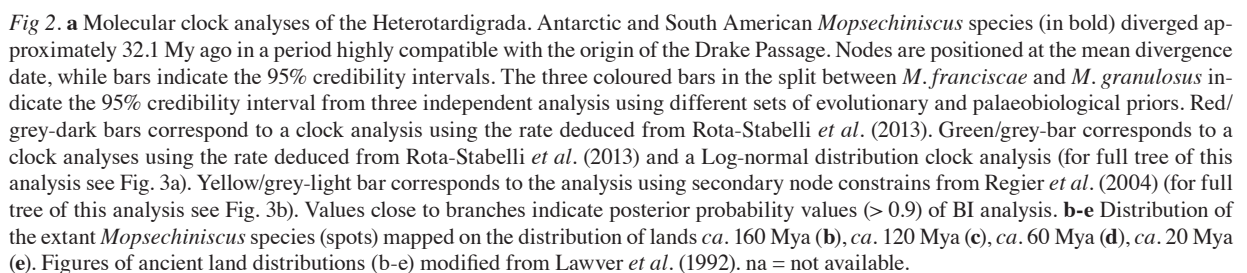 Fig 2. a Molecular clock analyses of the Heterotardigrada. Antarctic and South American Mopsechiniscus species (in bold) diverged ap-
proximately 32.1 My ago in a period highly compatible with the origin of the Drake Passage. Nodes are positioned at the mean divergence
date, while bars indicate the 95% credibility intervals. The three coloured bars in the split between M. franciscae and M. granulosus in-
dicate the 95% credibility interval from three independent analysis using different sets of evolutionary and palaeobiological priors. Red/
grey-dark bars correspond to a clock analysis using the rate deduced from Rota-Stabelli et al. (2013). Green/grey-bar corresponds to a
clock analyses using the rate deduced from Rota-Stabelli et al. (2013) and a Log-normal distribution clock analysis (for full tree of this
analysis see Fig. 3a). Yellow/grey-light bar corresponds to the analysis using secondary node constrains from Regier et al. (2004) (for full
tree of this analysis see Fig. 3b). Values close to branches indicate posterior probability values (> 0.9) of BI analysis. b-e Distribution of
the extant Mopsechiniscus species (spots) mapped on the distribution of lands ca. 160 Mya (b), ca. 120 Mya (c), ca. 60 Mya (d), ca. 20 Mya
(e). Figures of ancient land distributions (b-e) modified from Lawver et al. (1992). na = not available.